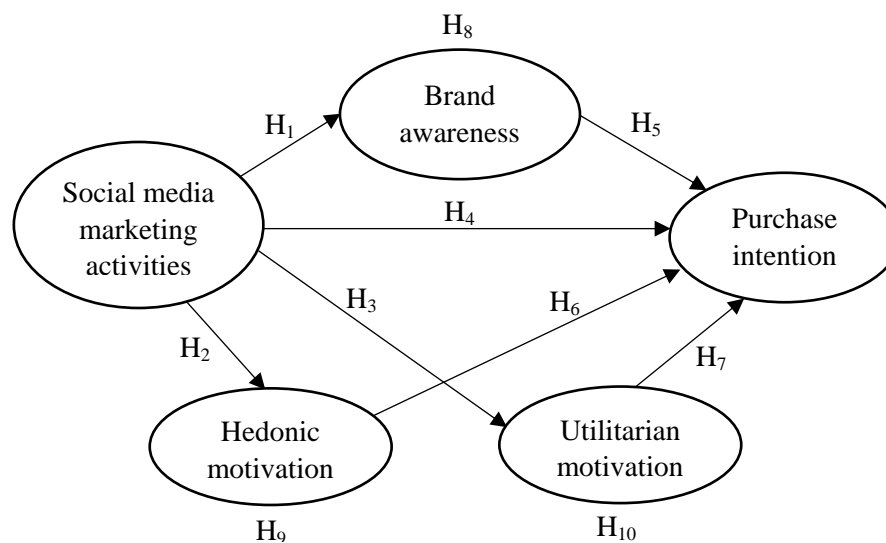 H₈
Brand
awareness
H₁
H₅
Social media
marketing
activities
H₄
Purchase
intention
H₃
H₆
H₂
H₇
Hedonic
motivation
Utilitarian
motivation
H₉
H₁₀